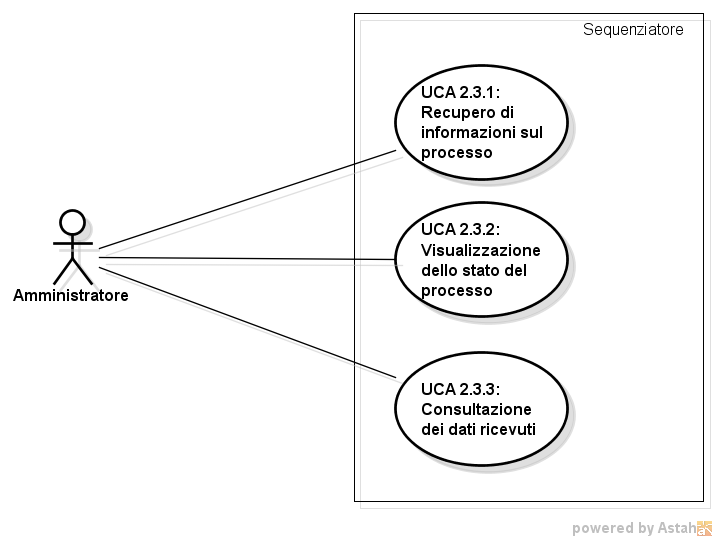 Sequenziatore
UCA 2.3.1:
Recupero di
informazioni sul
processo
UCA 2.3.2:
Visualizzazione
dello stato del
processo
Amministratore
UCA 2.3.3:
Consultazione
dei dati ricevuti
powered by Astah